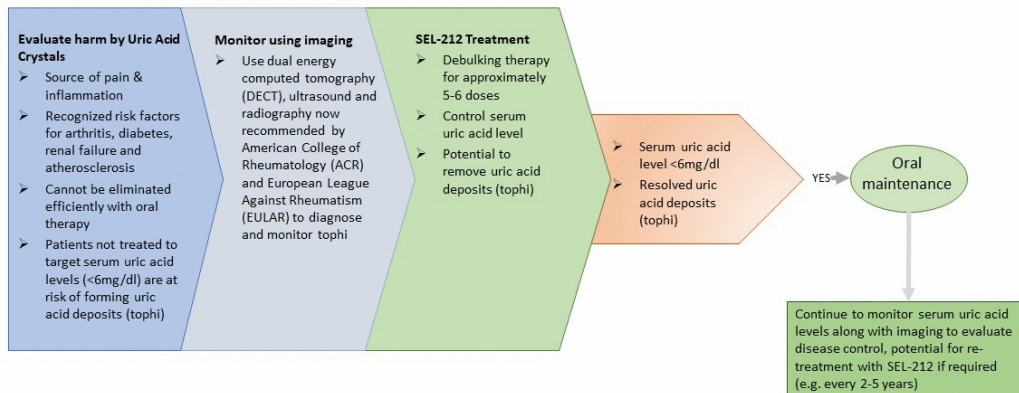 Evaluate harm by Uric Acid
Crystals
➤ Source of pain &
inflammation
➤ Recognized risk factors
for arthritis, diabetes,
renal failure and
atherosclerosis
➤ Cannot be eliminated
efficiently with oral
therapy
➤ Patients not treated to
target serum uric acid
levels (<6mg/dl) are at
risk of forming uric
acid deposits (tophi)
Monitor using imaging
➤ Use dual energy
computed tomography
(DECT), ultrasound and
radiography now
recommended by
American College of
Rheumatology (ACR)
and European League
Against Rheumatism
(EULAR) to diagnose
and monitor tophi
SEL-212 Treatment
➤ Debulking therapy
for approximately
5-6 doses
➤ Control serum
uric acid level
➤ Potential to
remove uric acid
deposits (tophi)
➤ Serum uric acid
level <6mg/dl
➤ Resolved uric
acid deposits
(tophi)
YES
Oral
maintenance
Continue to monitor serum uric acid
levels along with imaging to evaluate
disease control, potential for re-
treatment with SEL-212 if required
(e.g. every 2-5 years)